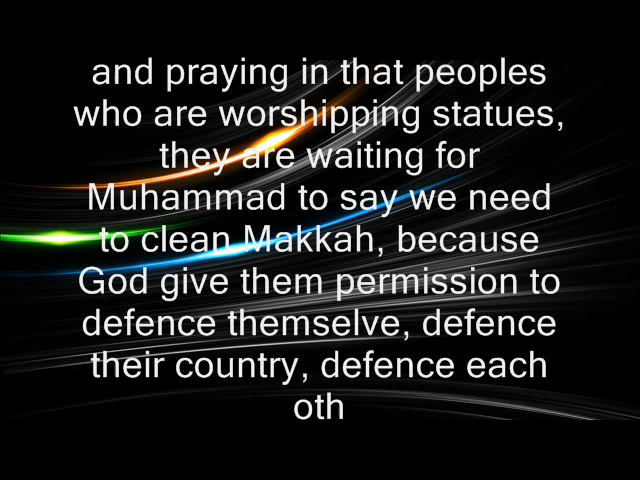 and praying in that peoples
who are worshipping statues,
they are waiting for
Muhammad to say we need
to clean Makkah, because
God give them permission to
defence themselve, defence
their country, defence each
oth